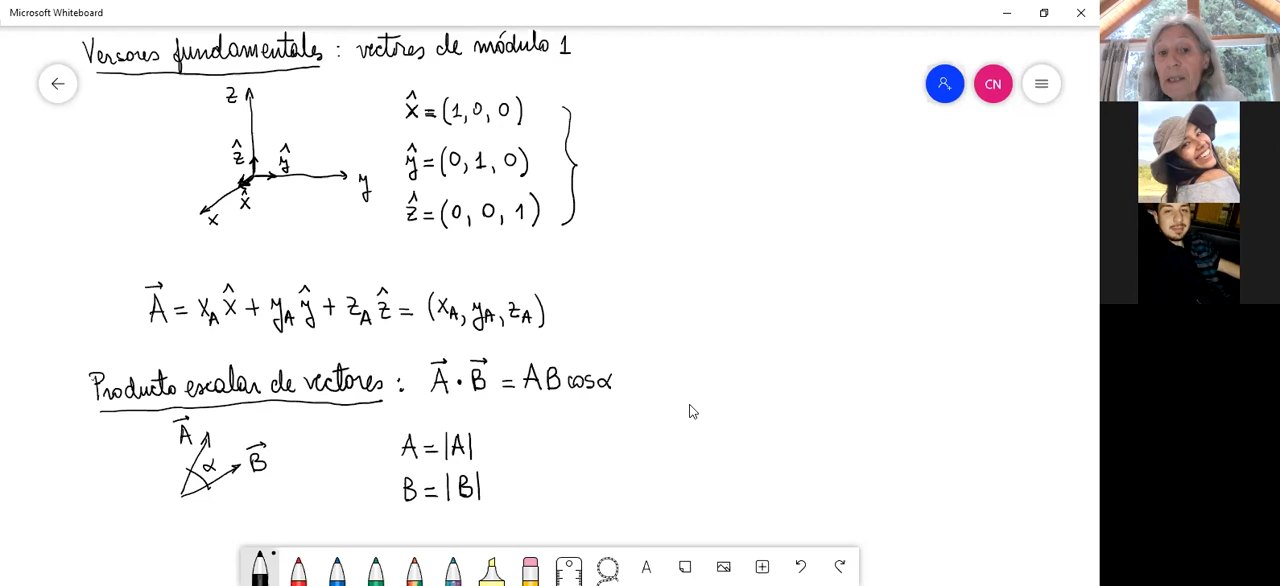 Microsoft Whiteboard
Versores fundamentales : vectores de módulo 1
CN
z
ẑ
ŷ
y
x̂
x
x̂ = (1, 0, 0)
ŷ = (0, 1, 0)
ẑ = (0, 0, 1)
A⃗ = x_A x̂ + y_A ŷ + z_A ẑ = (x_A, y_A, z_A)
Producto escalar de vectores : A⃗ · B⃗ = A B cos α
A⃗
α
B⃗
A = |A|
B = |B|
A